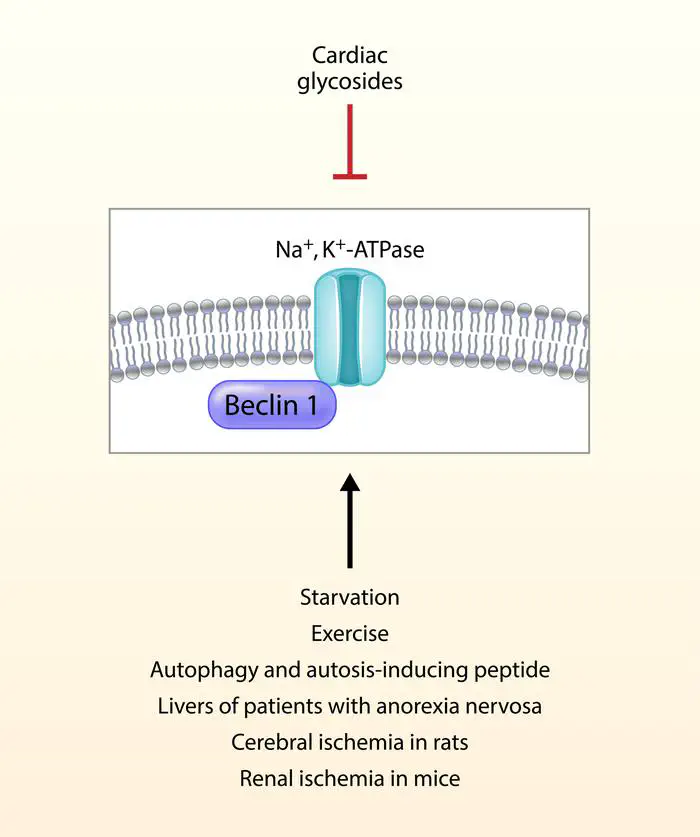 Cardiac
glycosides
Na⁺, K⁺-ATPase
Beclin 1
Starvation
Exercise
Autophagy and autosis-inducing peptide
Livers of patients with anorexia nervosa
Cerebral ischemia in rats
Renal ischemia in mice